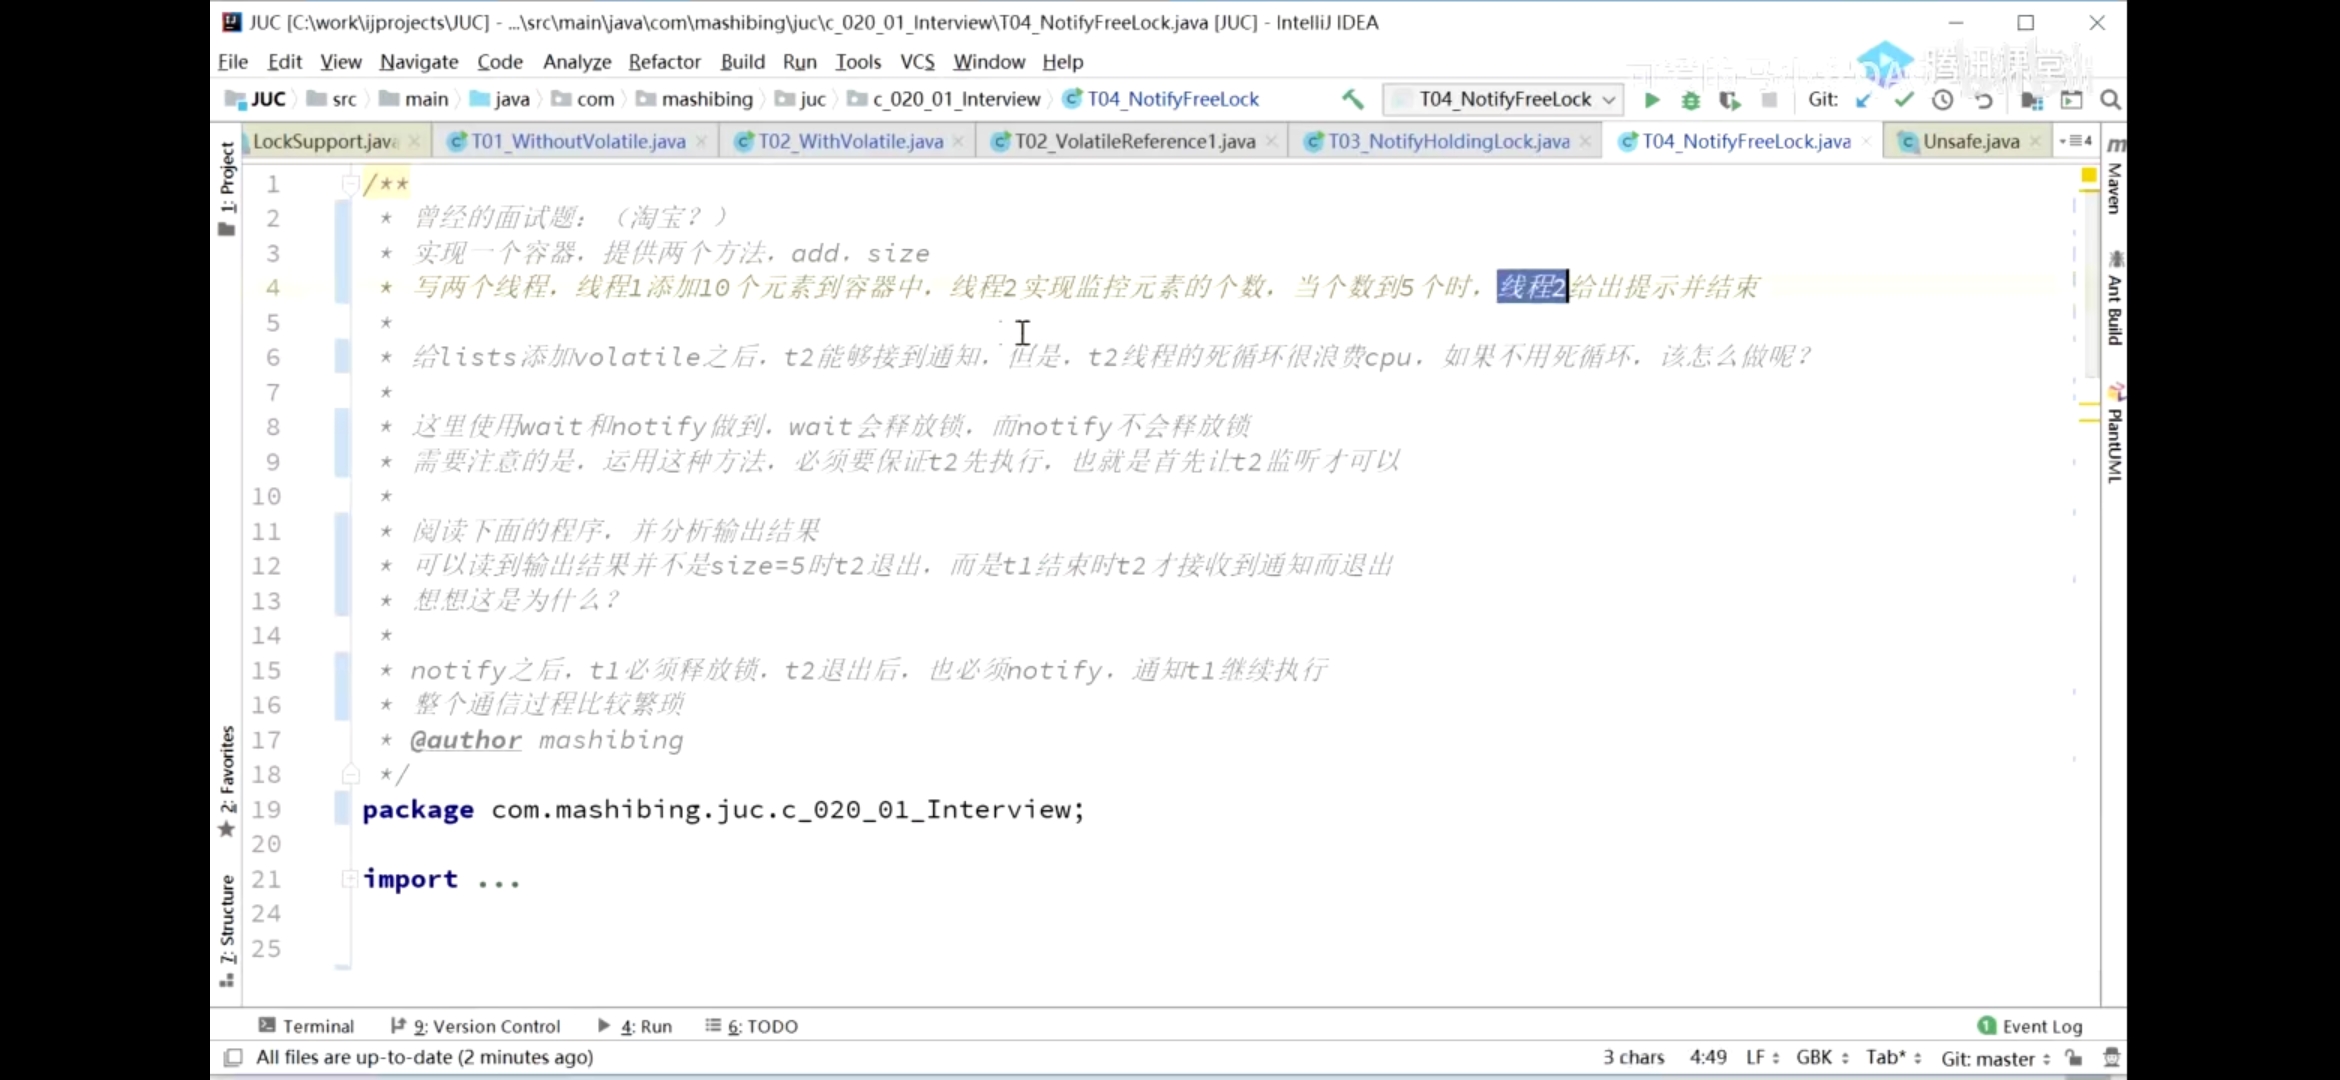 JUC [C:\work\ijprojects\JUC] - ...\src\main\java\com\mashibing\juc\c_020_01_Interview\T04_NotifyFreeLock.java [JUC] - IntelliJ IDEA
File Edit View Navigate Code Analyze Refactor Build Run Tools VCS Window Help
腾讯课堂
JUC src main java com mashibing juc c_020_01_Interview T04_NotifyFreeLock T04_NotifyFreeLock Git:
LockSupport.java T01_WithoutVolatile.java T02_WithVolatile.java T02_VolatileReference1.java T03_NotifyHoldingLock.java T04_NotifyFreeLock.java Unsafe.java 4
1: Project
2: Favorites
7: Structure
Maven
Ant Build
PlantUML
1 /**
2 * 曾经的面试题：（淘宝？）
3 * 实现一个容器，提供两个方法，add，size
4 * 写两个线程，线程1添加10个元素到容器中，线程2实现监控元素的个数，当个数到5个时，线程2给出提示并结束
5 *
6 * 给lists添加volatile之后，t2能够接到通知，但是，t2线程的死循环很浪费cpu，如果不用死循环，该怎么做呢？
7 *
8 * 这里使用wait和notify做到，wait会释放锁，而notify不会释放锁
9 * 需要注意的是，运用这种方法，必须要保证t2先执行，也就是首先让t2监听才可以
10 *
11 * 阅读下面的程序，并分析输出结果
12 * 可以读到输出结果并不是size=5时t2退出，而是t1结束时t2才接收到通知而退出
13 * 想想这是为什么？
14 *
15 * notify之后，t1必须释放锁，t2退出后，也必须notify，通知t1继续执行
16 * 整个通信过程比较繁琐
17 * @author mashibing
18 */
19 package com.mashibing.juc.c_020_01_Interview;
20
21 import ...
24
25
Terminal 9: Version Control 4: Run 6: TODO 1 Event Log
All files are up-to-date (2 minutes ago) 3 chars 4:49 LF GBK Tab* Git: master